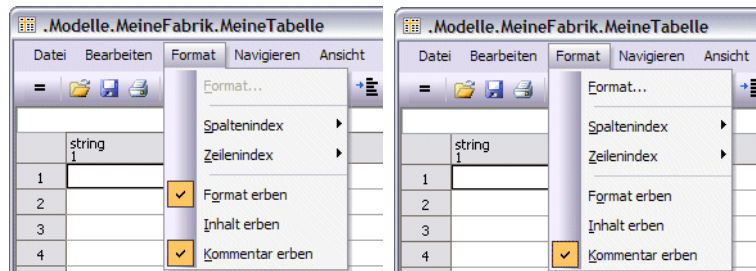 .Modelle.MeineFabrik.MeineTabelle
Datei Bearbeiten Format Navigieren Ansicht
=
Format...
Spaltenindex
Zeilenindex
Format erben
Inhalt erben
Kommentar erben
string
1
1
2
3
4
.Modelle.MeineFabrik.MeineTabelle
Datei Bearbeiten Format Navigieren Ansicht
=
Format...
Spaltenindex
Zeilenindex
Format erben
Inhalt erben
Kommentar erben
string
1
1
2
3
4